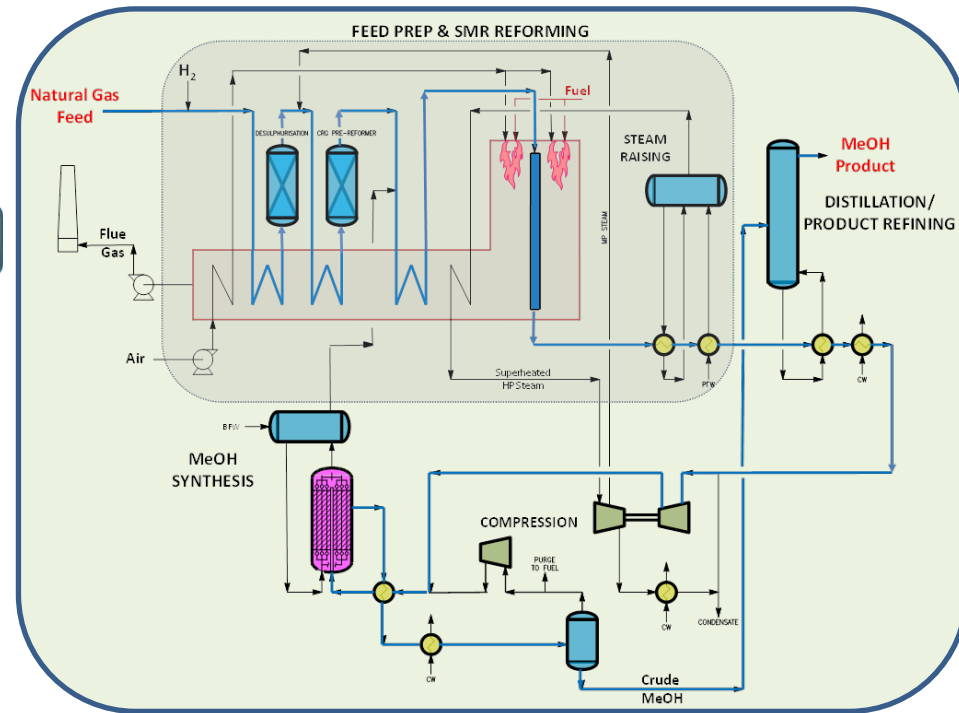 FEED PREP & SMR REFORMING
H2
Natural Gas
Feed
Fuel
DESULPHURISATION
CRG PRE-REFORMER
STEAM
RAISING
MeOH
Product
DISTILLATION/
PRODUCT REFINING
MP STEAM
Flue
Gas
Air
Superheated
HP Steam
CW
BFW
MeOH
SYNTHESIS
COMPRESSION
PURGE
TO FUEL
CW
CONDENSATE
CW
Crude
MeOH